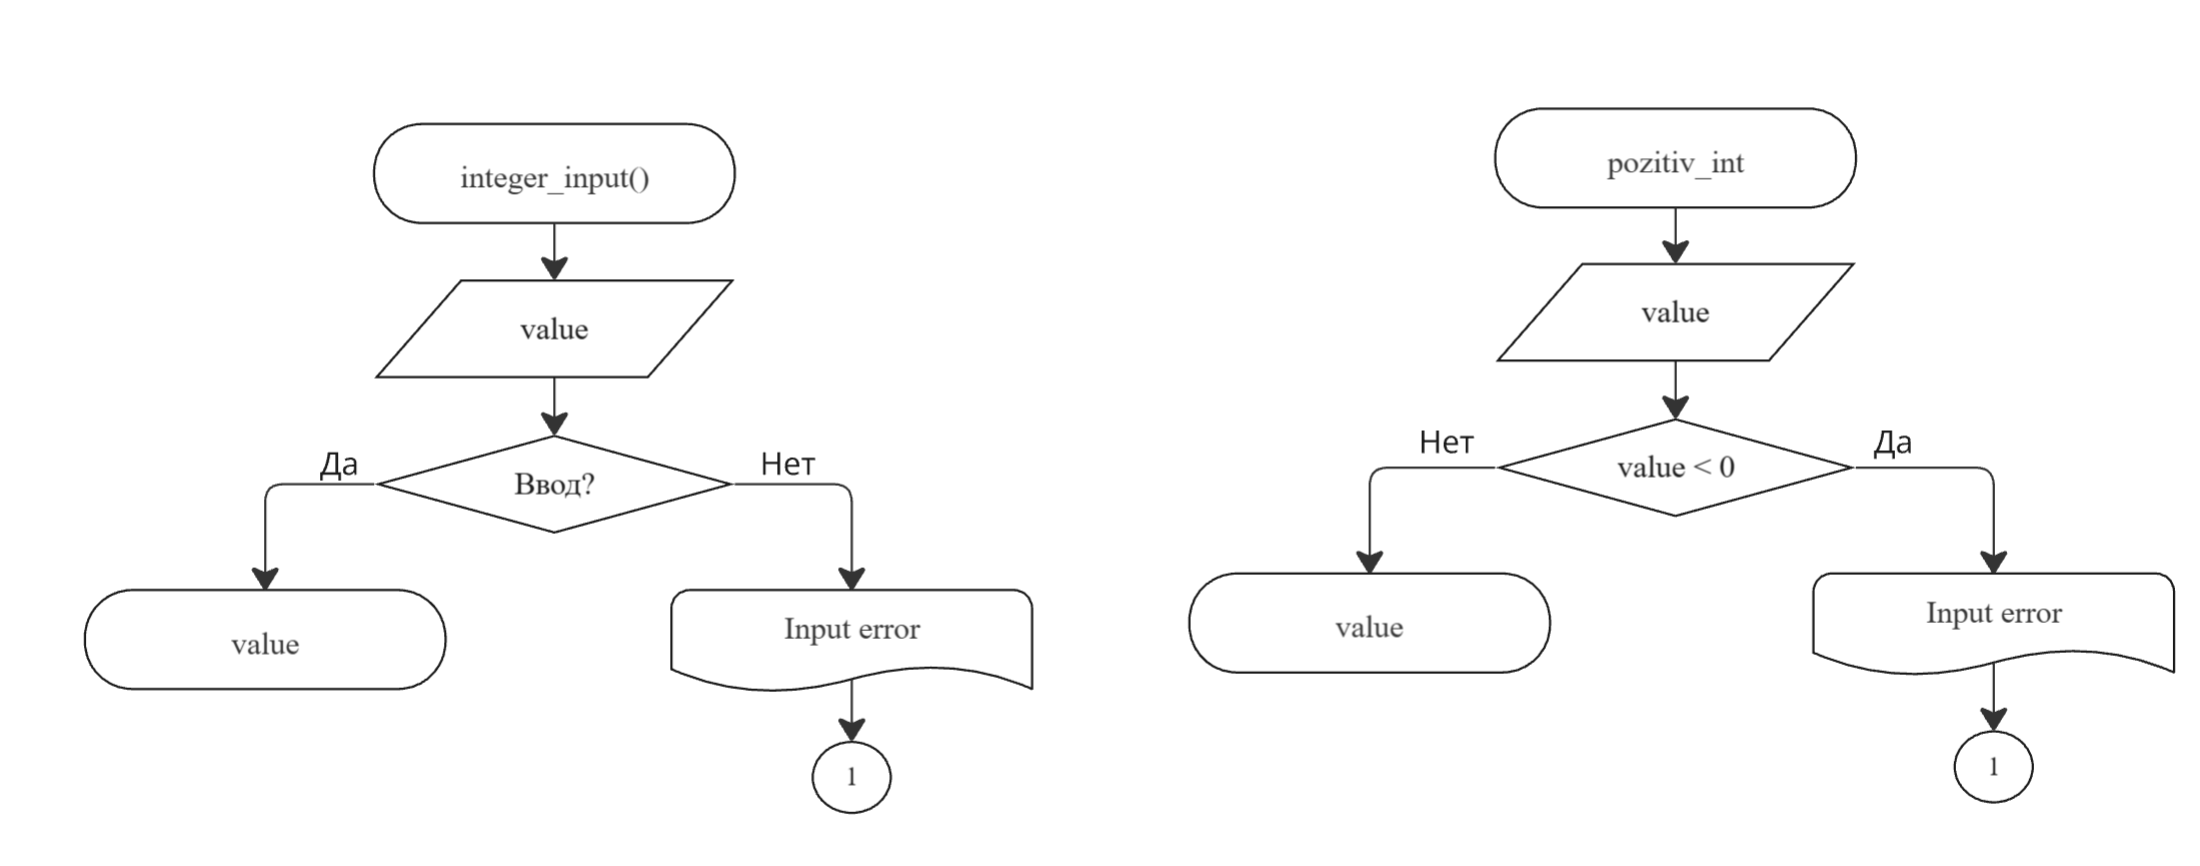 integer_input()
value
Ввод?
Да
Нет
value
Input error
1
pozitiv_int
value
value < 0
Нет
Да
value
Input error
1